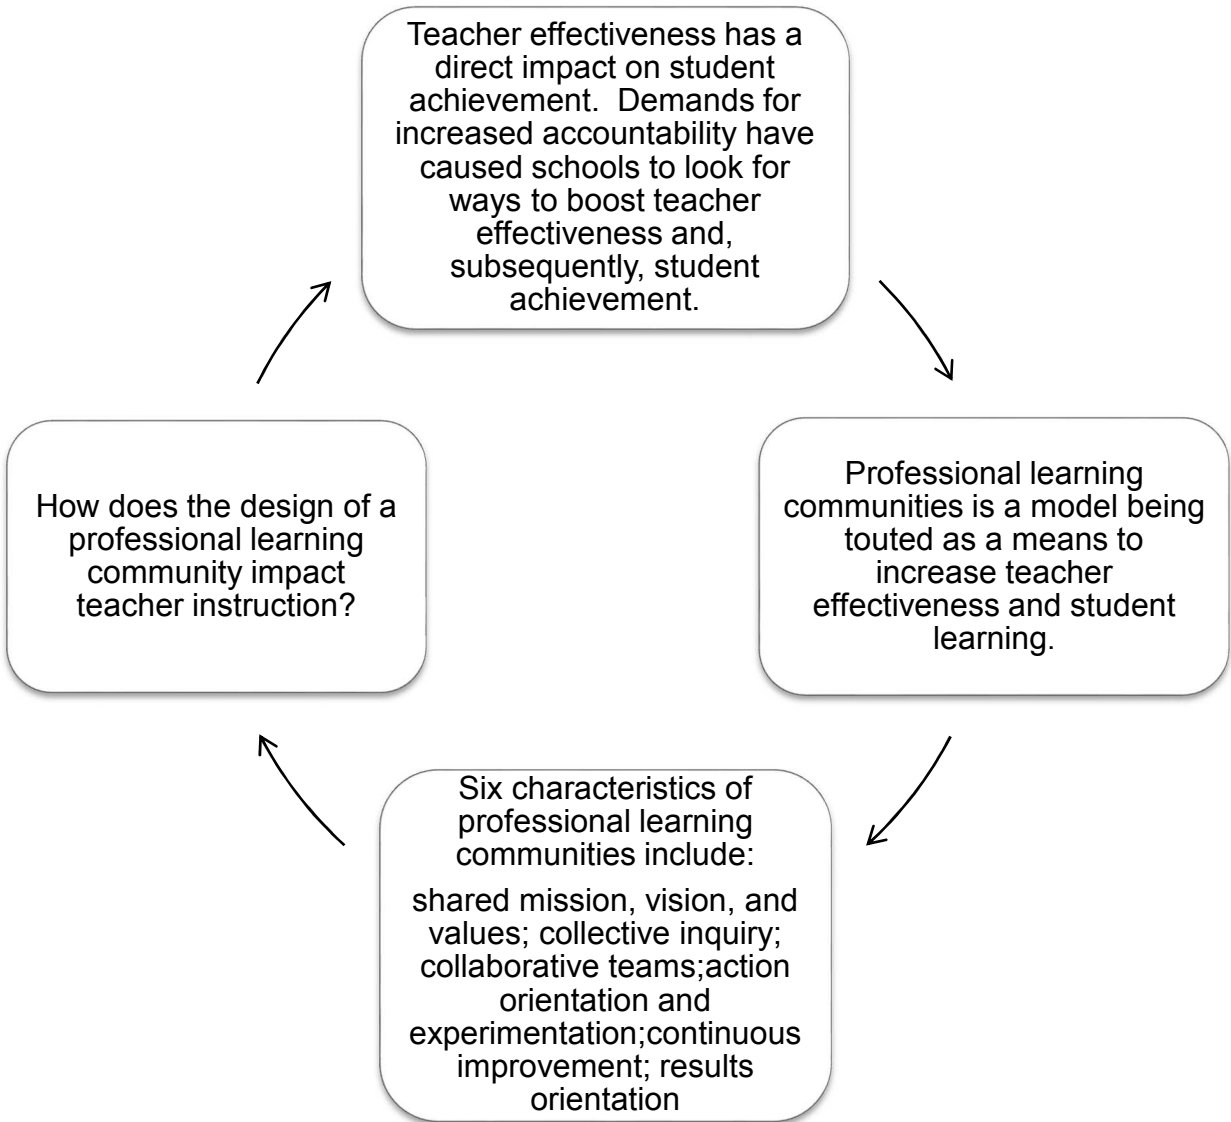 Teacher effectiveness has a
direct impact on student
achievement.  Demands for
increased accountability have
caused schools to look for
ways to boost teacher
effectiveness and,
subsequently, student
achievement.
Professional learning
communities is a model being
touted as a means to
increase teacher
effectiveness and student
learning.
Six characteristics of
professional learning
communities include:
shared mission, vision, and
values; collective inquiry;
collaborative teams;action
orientation and
experimentation;continuous
improvement; results
orientation
How does the design of a
professional learning
community impact
teacher instruction?